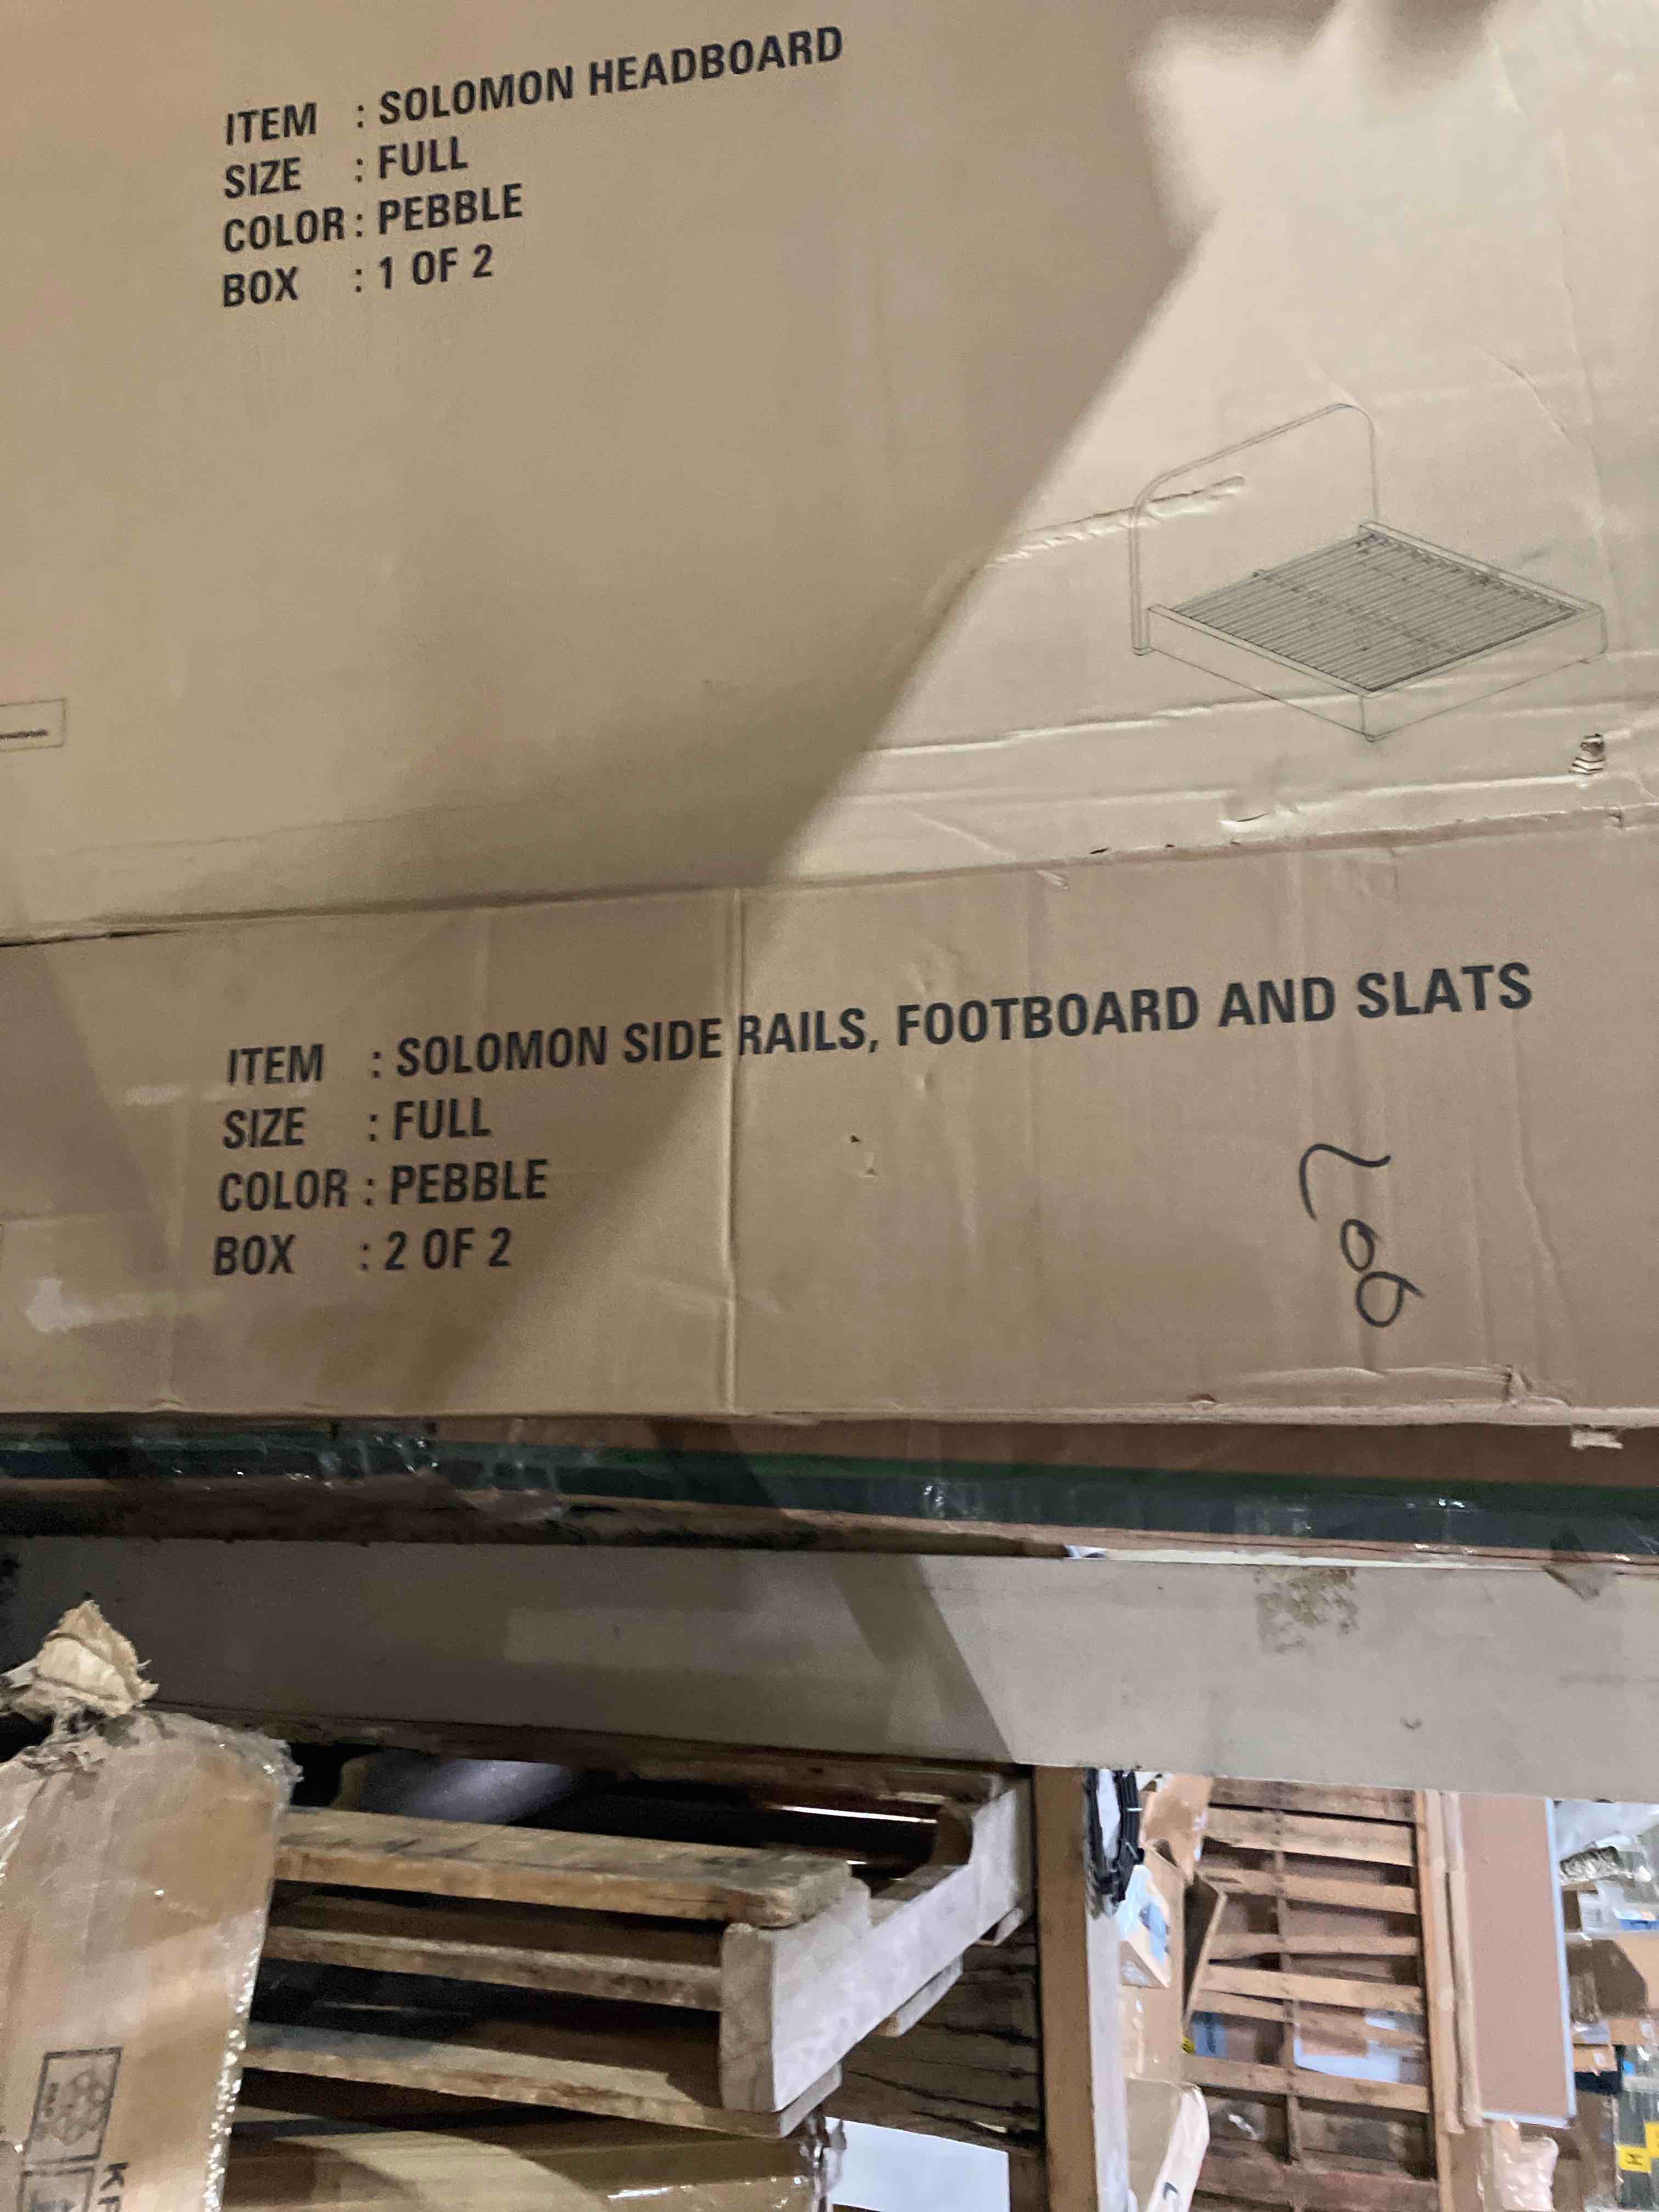 ITEM : SOLOMON HEADBOARD
SIZE : FULL
COLOR : PEBBLE
BOX : 1 OF 2
ITEM : SOLOMON SIDE RAILS, FOOTBOARD AND SLATS
SIZE : FULL
COLOR : PEBBLE
BOX : 2 OF 2